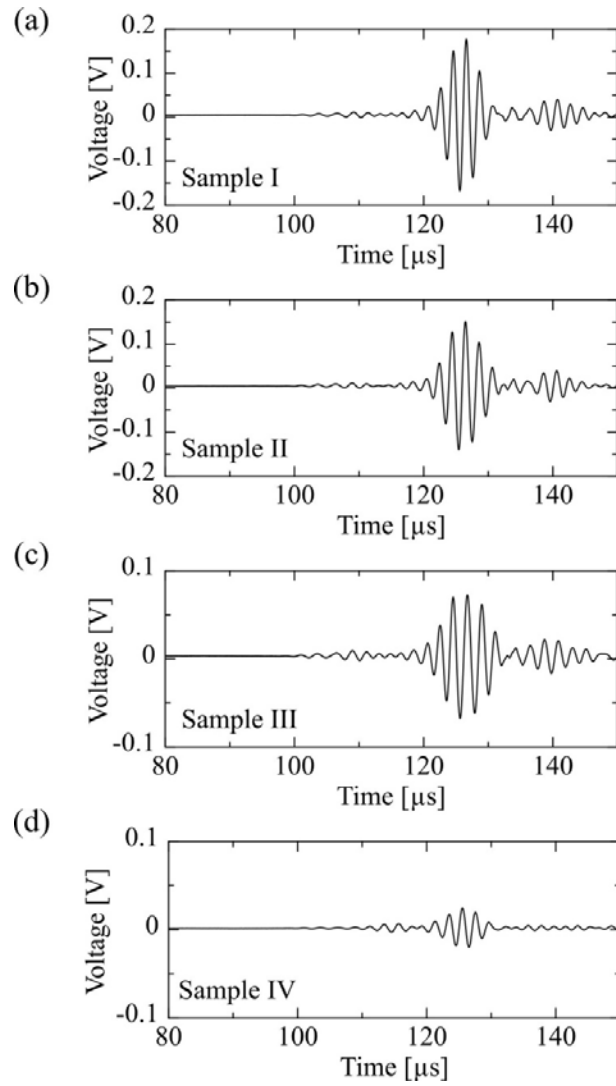 (a)
0.2
0.1
0
-0.1
-0.2
Voltage [V]
Sample I
80 100 120 140
Time [µs]
(b)
0.2
0.1
0
-0.1
-0.2
Voltage [V]
Sample II
80 100 120 140
Time [µs]
(c)
0.1
0
-0.1
Voltage [V]
Sample III
80 100 120 140
Time [µs]
(d)
0.1
0
-0.1
Voltage [V]
Sample IV
80 100 120 140
Time [µs]